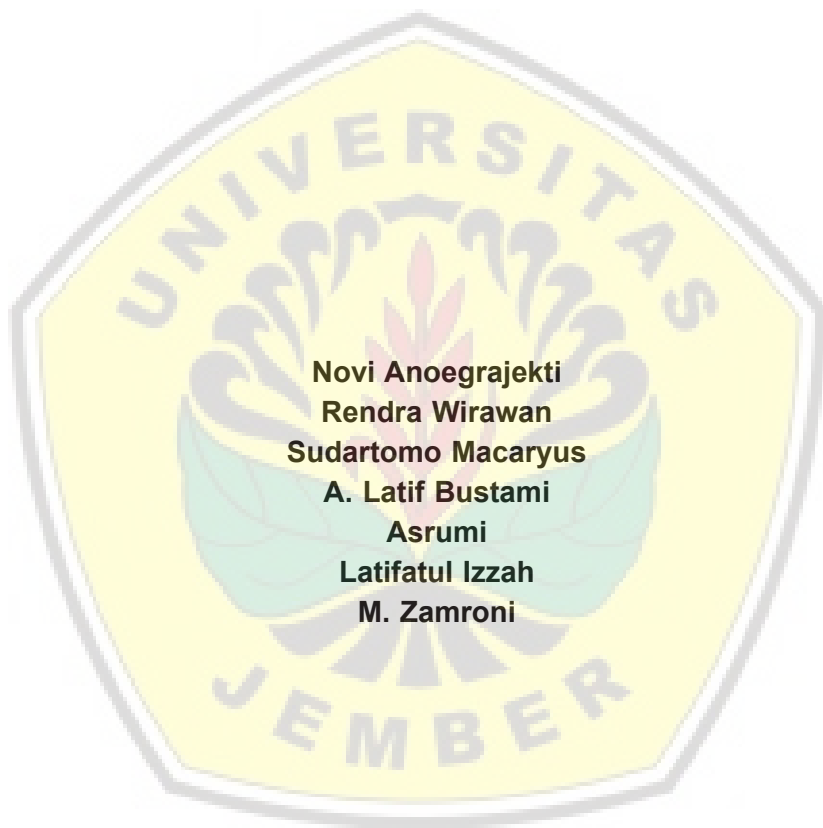 UNIVERSITAS
Novi Anoegrajekti
Rendra Wirawan
Sudartomo Macaryus
A. Latif Bustami
Asrumi
Latifatul Izzah
M. Zamroni
JEMBER